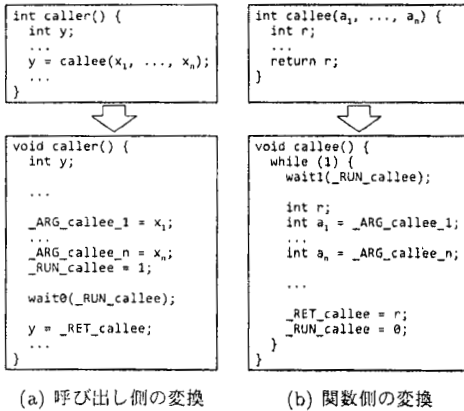 int caller() {
int y;
...
y = callee(x₁, ..., xₙ);
...
}
void caller() {
int y;
...
_ARG_callee_1 = x₁;
...
_ARG_callee_n = xₙ;
_RUN_callee = 1;
wait0(_RUN_callee);
y = _RET_callee;
...
}
(a) 呼び出し側の変換
int callee(a₁, ..., aₙ) {
int r;
...
return r;
}
void callee() {
while (1) {
wait1(_RUN_callee);
int r;
int a₁ = _ARG_callee_1;
...
int aₙ = _ARG_callee_n;
...
_RET_callee = r;
_RUN_callee = 0;
}
}
(b) 関数側の変換